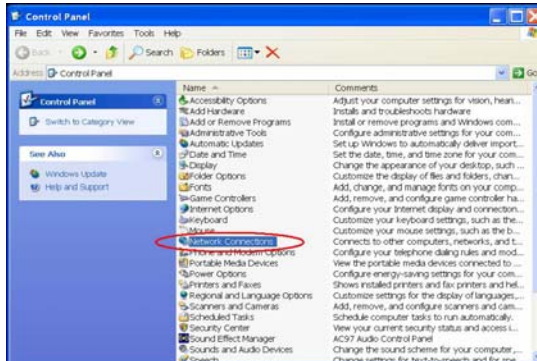 Control Panel
File Edit View Favorites Tools Help
Back Search Folders
Address Control Panel Go
Control Panel
Switch to Category View
See Also
Windows Update
Help and Support
Name Comments
Accessibility Options Adjust your computer settings for vision, heari...
Add Hardware Installs and troubleshoots hardware
Add or Remove Programs Install or remove programs and Windows com...
Administrative Tools Configure administrative settings for your com...
Automatic Updates Set up Windows to automatically deliver import...
Date and Time Set the date, time, and time zone for your com...
Display Change the appearance of your desktop, such ...
Folder Options Customize the display of files and folders, chan...
Fonts Add, change, and manage fonts on your comp...
Game Controllers Add, remove, and configure game controller ha...
Internet Options Configure your Internet display and connection...
Keyboard Customize your keyboard settings, such as the...
Mouse Customize your mouse settings, such as the b...
Network Connections Connects to other computers, networks, and t...
Phone and Modem Options Configure your telephone dialing rules and mod...
Portable Media Devices View the portable media devices connected to ...
Power Options Configure energy-saving settings for your com...
Printers and Faxes Shows installed printers and fax printers and hel...
Regional and Language Options Customize settings for the display of languages,...
Scanners and Cameras Add, remove, and configure scanners and cam...
Scheduled Tasks Schedule computer tasks to run automatically.
Security Center View your current security status and access i...
Sound Effect Manager AC97 Audio Control Panel
Sounds and Audio Devices Change the sound scheme for your computer,...
Speech Change settings for text-to-speech and for